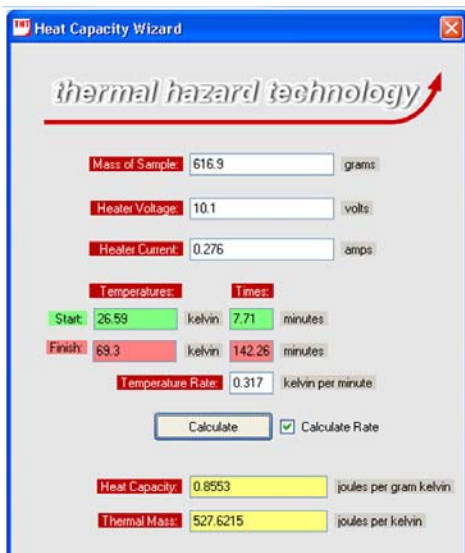 THT Heat Capacity Wizard
thermal hazard technology
Mass of Sample: 616.9 grams
Heater Voltage: 10.1 volts
Heater Current: 0.276 amps
Temperatures: Times:
Start: 26.59 kelvin 7.71 minutes
Finish: 69.3 kelvin 142.26 minutes
Temperature Rate: 0.317 kelvin per minute
Calculate Calculate Rate
Heat Capacity: 0.8553 joules per gram kelvin
Thermal Mass: 527.6215 joules per kelvin